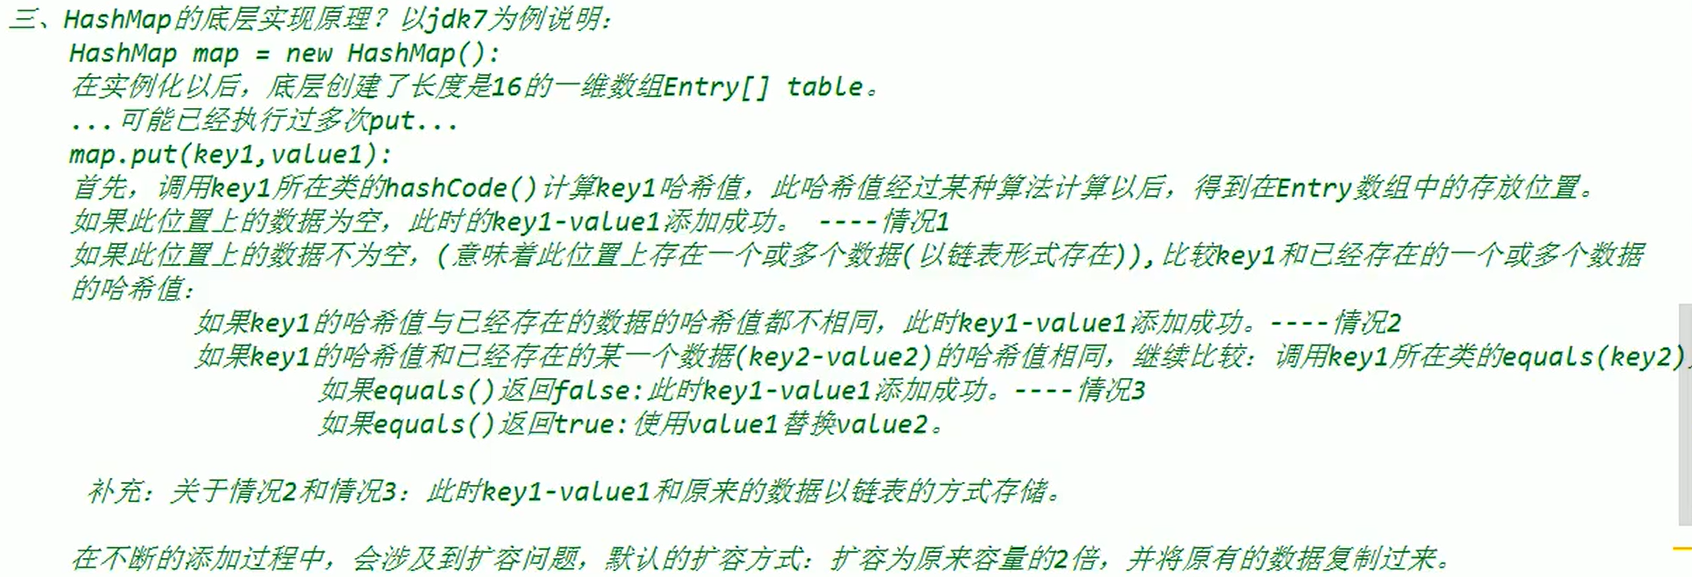 三、HashMap的底层实现原理？以jdk7为例说明：
HashMap map = new HashMap():
在实例化以后，底层创建了长度是16的一维数组Entry[] table。
...可能已经执行过多次put...
map.put(key1,value1):
首先，调用key1所在类的hashCode()计算key1哈希值，此哈希值经过某种算法计算以后，得到在Entry数组中的存放位置。
如果此位置上的数据为空，此时的key1-value1添加成功。 ----情况1
如果此位置上的数据不为空，(意味着此位置上存在一个或多个数据(以链表形式存在)),比较key1和已经存在的一个或多个数据
的哈希值：
如果key1的哈希值与已经存在的数据的哈希值都不相同，此时key1-value1添加成功。----情况2
如果key1的哈希值和已经存在的某一个数据(key2-value2)的哈希值相同，继续比较：调用key1所在类的equals(key2)
如果equals()返回false:此时key1-value1添加成功。----情况3
如果equals()返回true:使用value1替换value2。
补充：关于情况2和情况3：此时key1-value1和原来的数据以链表的方式存储。
在不断的添加过程中，会涉及到扩容问题，默认的扩容方式：扩容为原来容量的2倍，并将原有的数据复制过来。